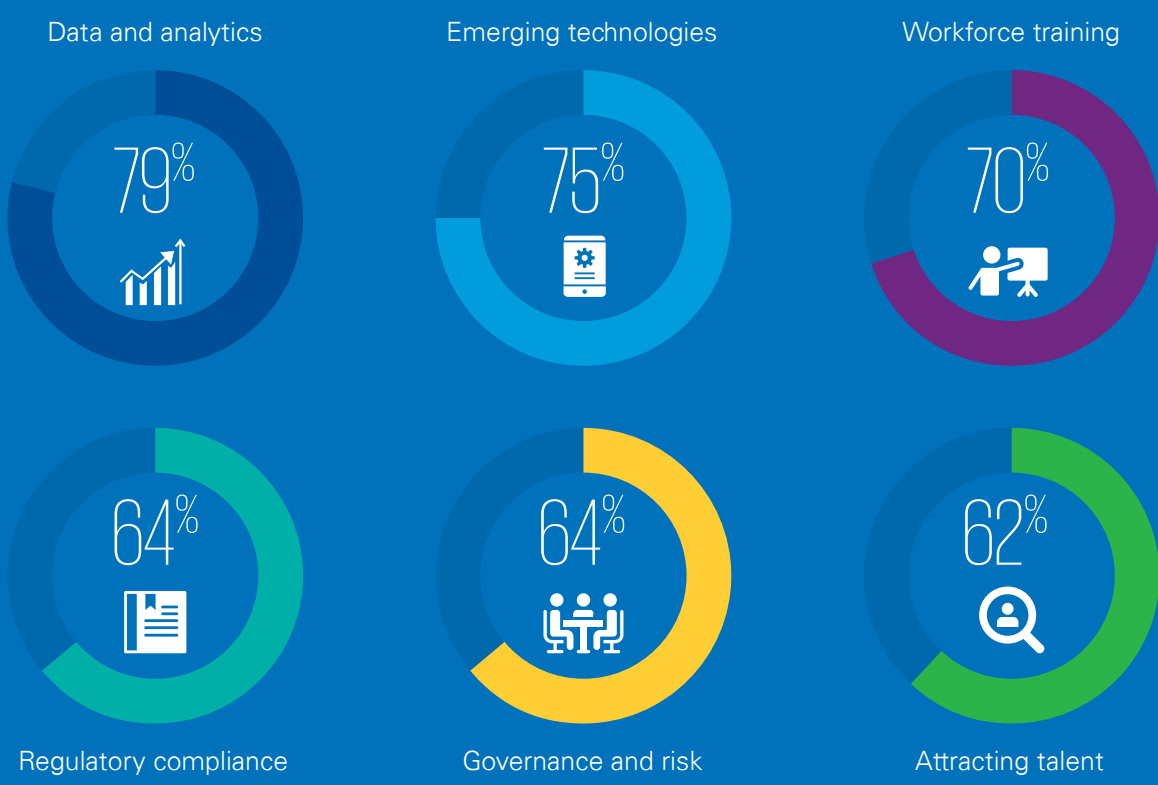 Data and analytics
Emerging technologies
Workforce training
79%
75%
70%
64%
64%
62%
Regulatory compliance
Governance and risk
Attracting talent